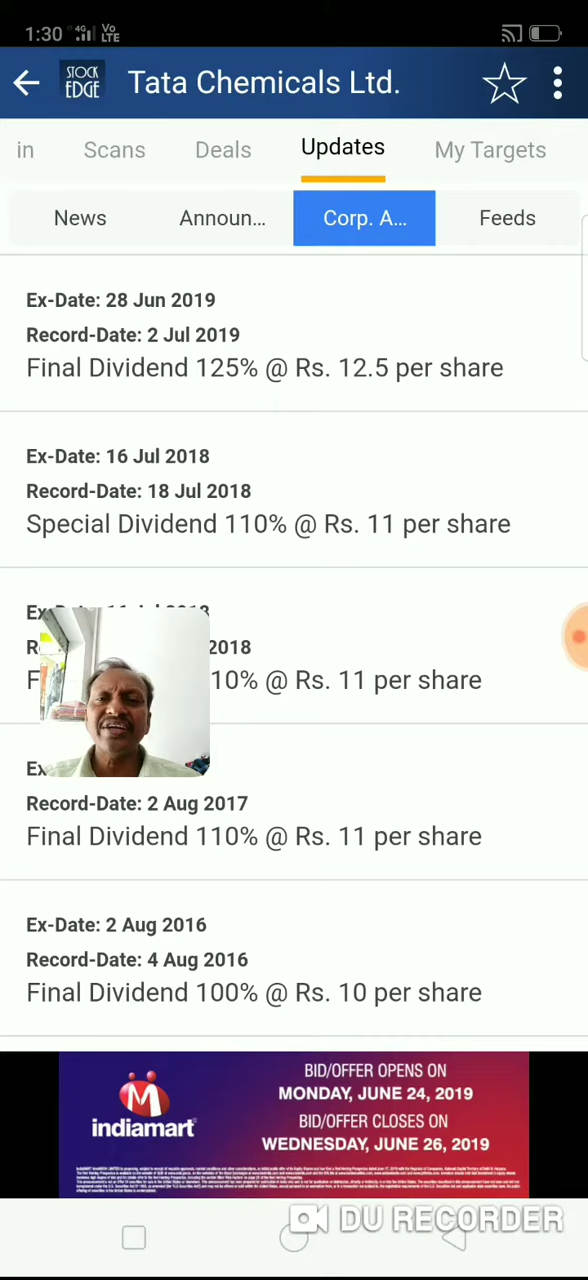 1:30 4G Vo LTE
STOCK EDGE
Tata Chemicals Ltd.
in Scans Deals Updates My Targets
News Announ... Corp. A... Feeds
Ex-Date: 28 Jun 2019
Record-Date: 2 Jul 2019
Final Dividend 125% @ Rs. 12.5 per share
Ex-Date: 16 Jul 2018
Record-Date: 18 Jul 2018
Special Dividend 110% @ Rs. 11 per share
2018
10% @ Rs. 11 per share
Ex
Record-Date: 2 Aug 2017
Final Dividend 110% @ Rs. 11 per share
Ex-Date: 2 Aug 2016
Record-Date: 4 Aug 2016
Final Dividend 100% @ Rs. 10 per share
indiamart
BID/OFFER OPENS ON
MONDAY, JUNE 24, 2019
BID/OFFER CLOSES ON
WEDNESDAY, JUNE 26, 2019
DU RECORDER